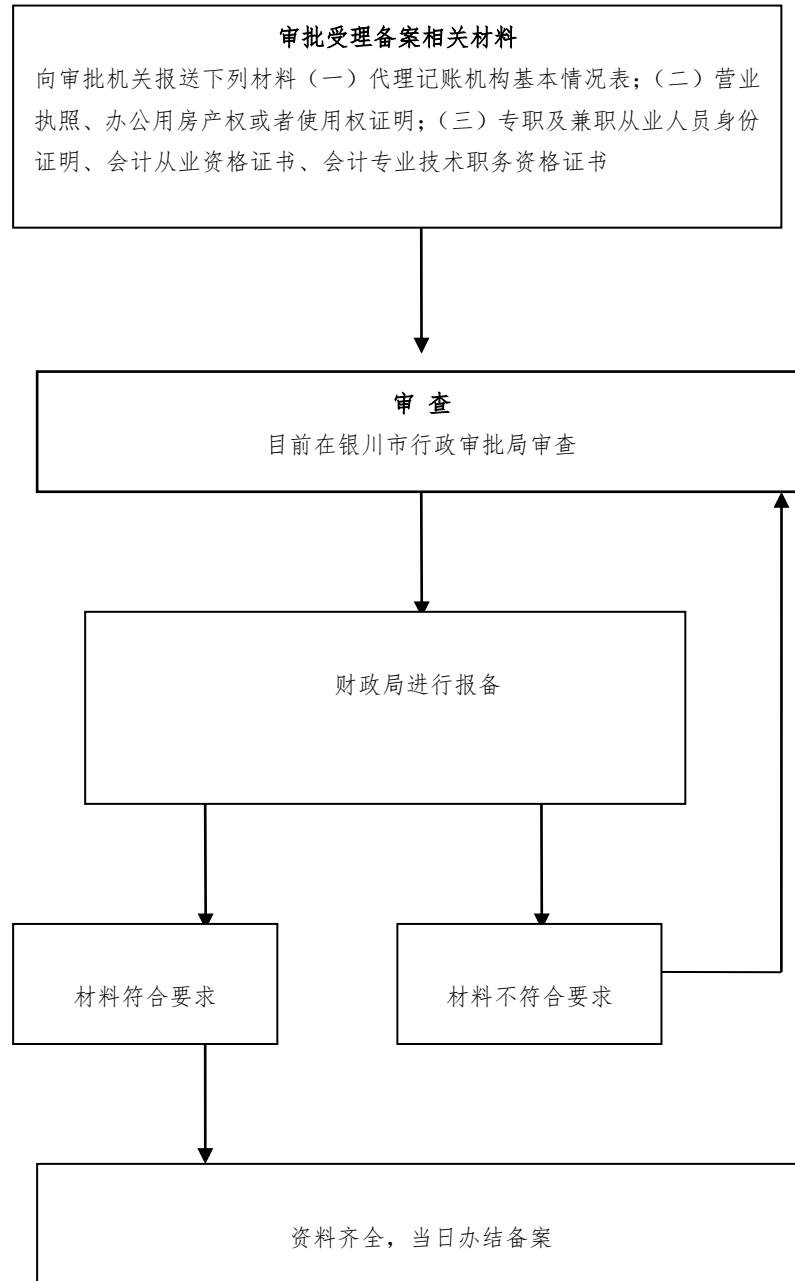 审批受理备案相关材料
向审批机关报送下列材料（一）代理记账机构基本情况表；（二）营业
执照、办公用房产权或者使用权证明；（三）专职及兼职从业人员身份
证明、会计从业资格证书、会计专业技术职务资格证书
审 查
目前在银川市行政审批局审查
财政局进行报备
材料符合要求
材料不符合要求
资料齐全，当日办结备案